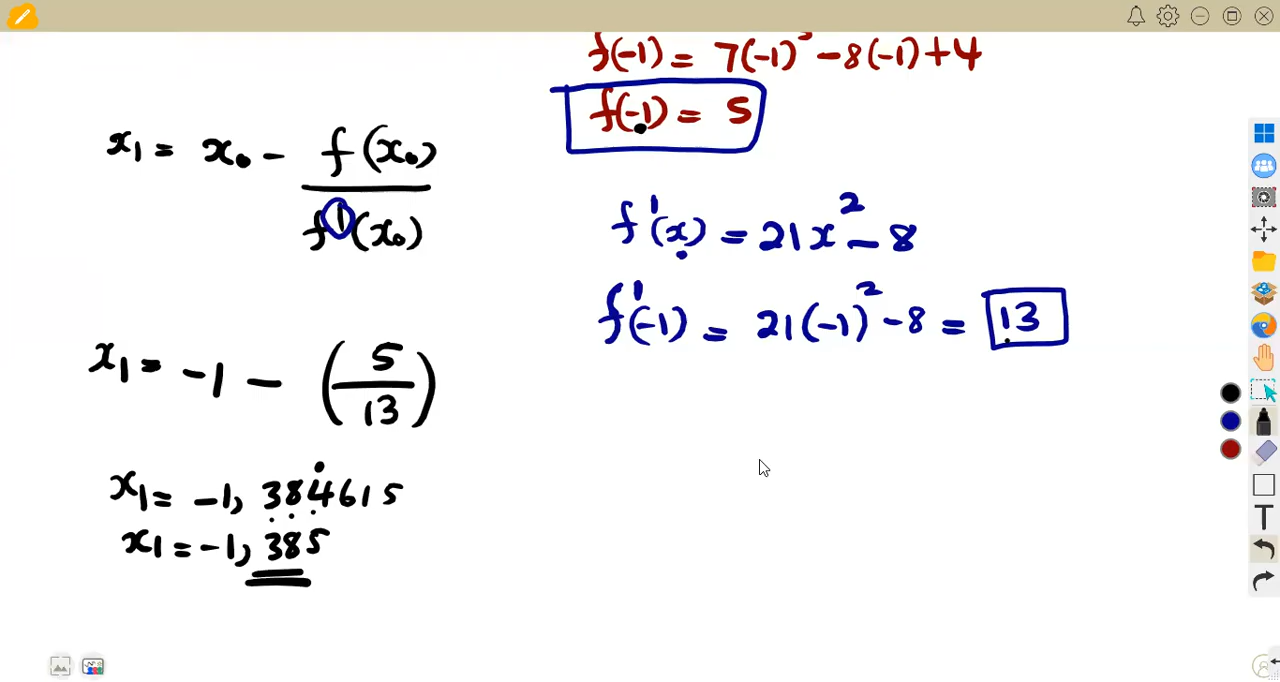 f(-1) = 7(-1)³ - 8(-1) + 4
f(-1) = 5
x₁ = x₀ - f(x₀)
f'(x₀)
f'(x) = 21x² - 8
f'(-1) = 21(-1)² - 8 = 13
x₁ = -1 - (5/13)
x₁ = -1,384615
x₁ = -1,385
T